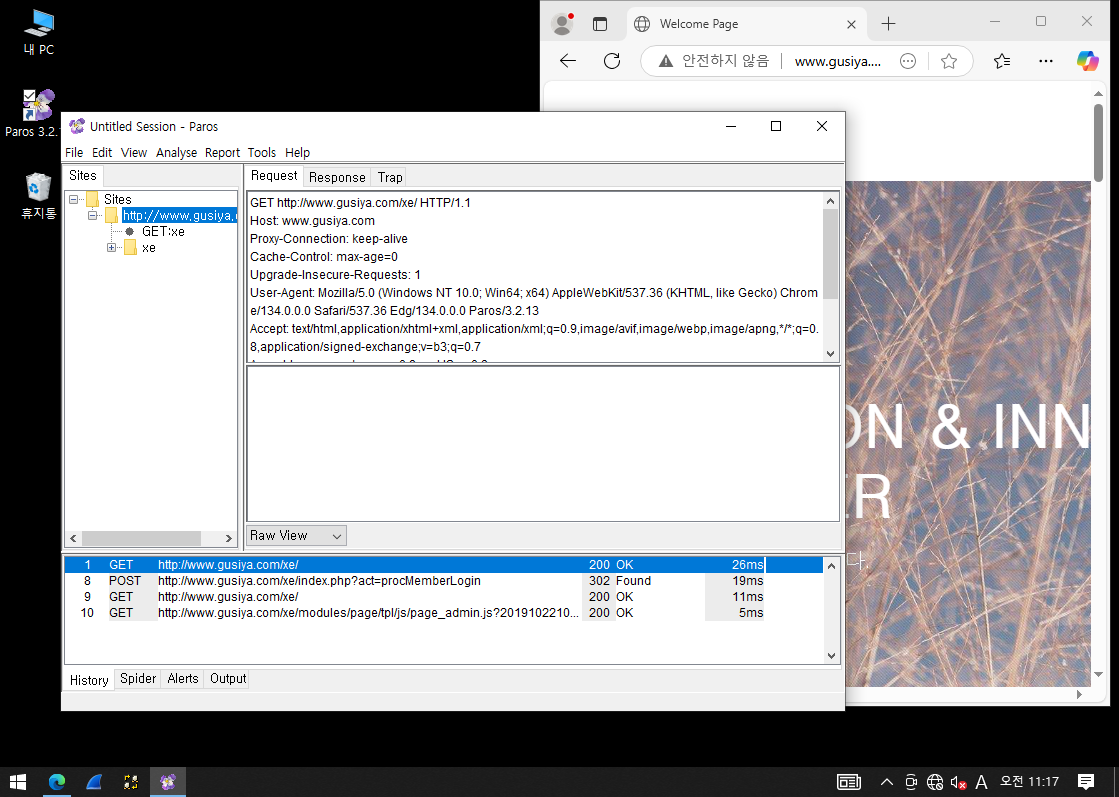 내 PC
Paros 3.2.
휴지통
Welcome Page
안전하지 않음
www.gusiya....
Untitled Session - Paros
File Edit View Analyse Report Tools Help
Sites
Sites
http://www.gusiya.
GET:xe
xe
Request Response Trap
GET http://www.gusiya.com/xe/ HTTP/1.1
Host: www.gusiya.com
Proxy-Connection: keep-alive
Cache-Control: max-age=0
Upgrade-Insecure-Requests: 1
User-Agent: Mozilla/5.0 (Windows NT 10.0; Win64; x64) AppleWebKit/537.36 (KHTML, like Gecko) Chrom
e/134.0.0.0 Safari/537.36 Edg/134.0.0.0 Paros/3.2.13
Accept: text/html,application/xhtml+xml,application/xml;q=0.9,image/avif,image/webp,image/apng,*/*;q=0.
8,application/signed-exchange;v=b3;q=0.7
Raw View
ON & INN
ER
다.
1 GET http://www.gusiya.com/xe/ 200 OK 26ms
8 POST http://www.gusiya.com/xe/index.php?act=procMemberLogin 302 Found 19ms
9 GET http://www.gusiya.com/xe/ 200 OK 11ms
10 GET http://www.gusiya.com/xe/modules/page/tpl/js/page_admin.js?2019102210... 200 OK 5ms
History Spider Alerts Output
A 오전 11:17